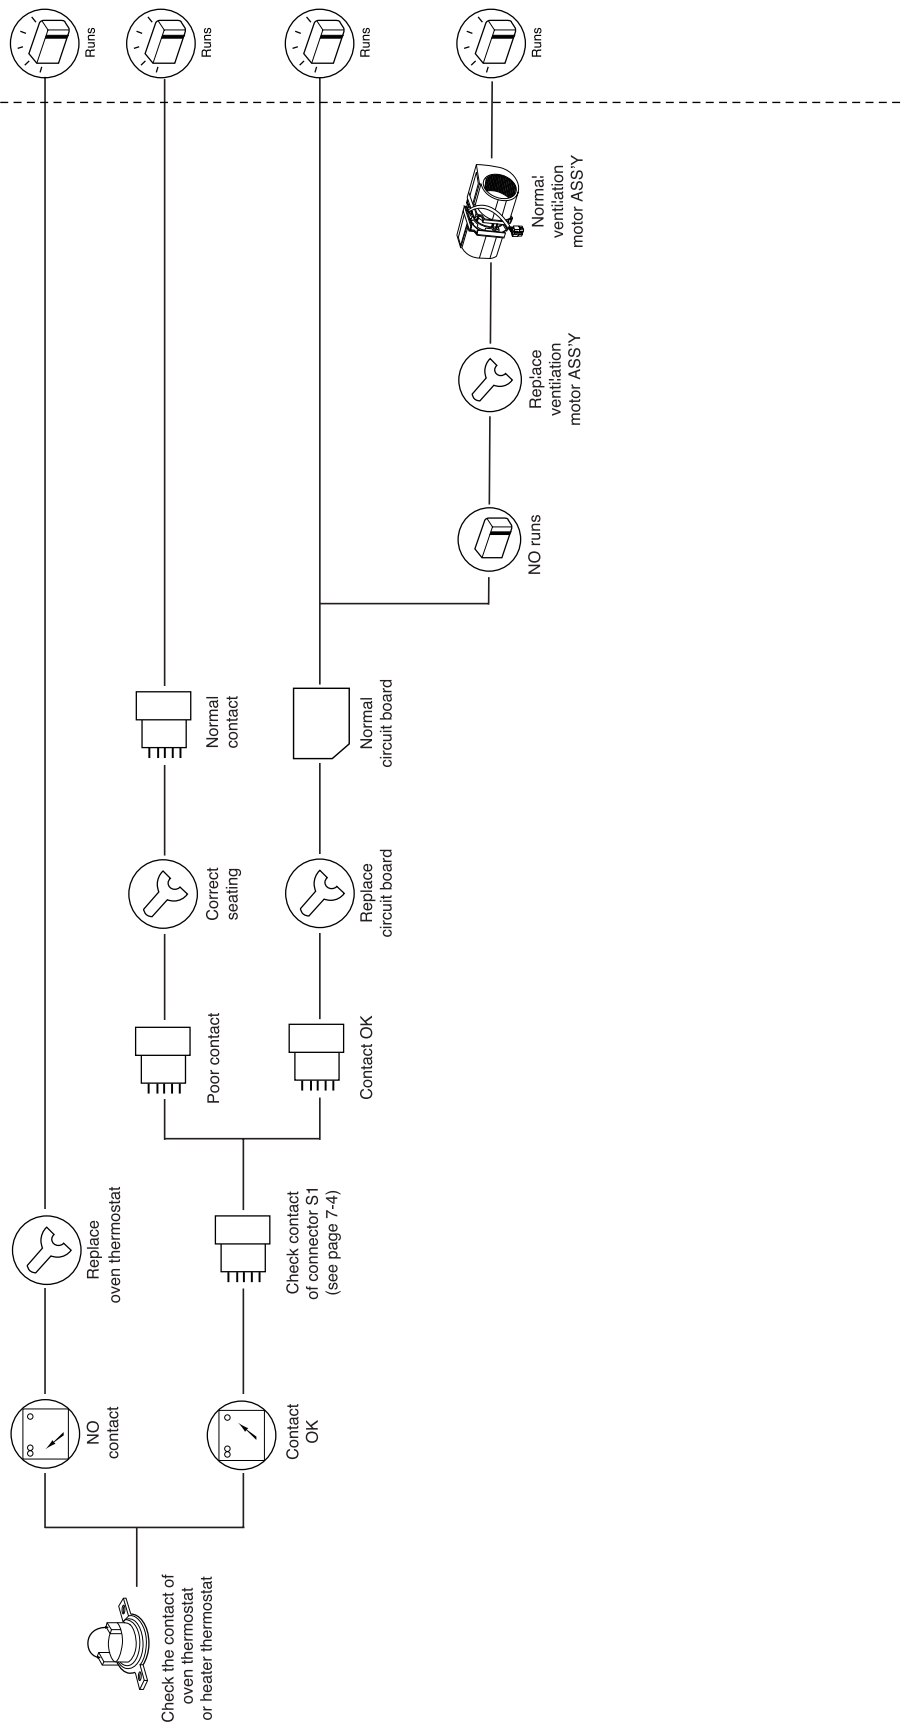 Check the contact of
oven thermostat
or heater thermostat
NO
contact
Replace
oven thermostat
Runs
Contact
OK
Check contact
of connector S1
(see page 7-4)
Poor contact
Correct
seating
Normal
contact
Runs
Contact OK
Replace
circuit board
Normal
circuit board
Runs
NO runs
Replace
ventilation
motor ASS'Y
Normal
ventilation
motor ASS'Y
Runs